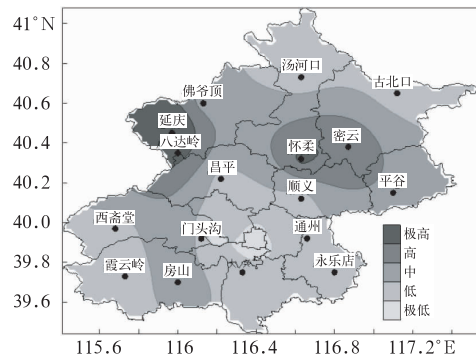 41°N
40.8
40.6
40.4
40.2
40.0
39.8
39.6
汤河口
古北口
佛爷顶
延庆
八达岭
密云
怀柔
昌平
顺义
平谷
西斋堂
门头沟
通州
霞云岭
房山
永乐店
极高
高
中
低
极低
115.6
116
116.4
116.8
117.2°E